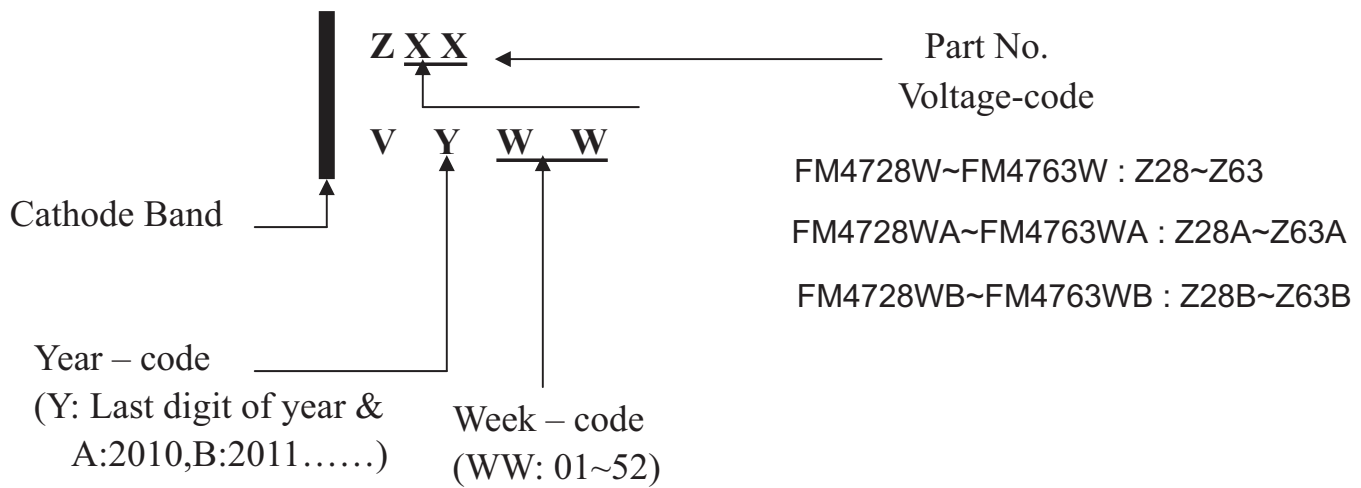 Z X X
Part No.
Voltage-code
V Y W W
FM4728W~FM4763W : Z28~Z63
Cathode Band
FM4728WA~FM4763WA : Z28A~Z63A
FM4728WB~FM4763WB : Z28B~Z63B
Year – code
(Y: Last digit of year &
A:2010,B:2011……)
Week – code
(WW: 01~52)